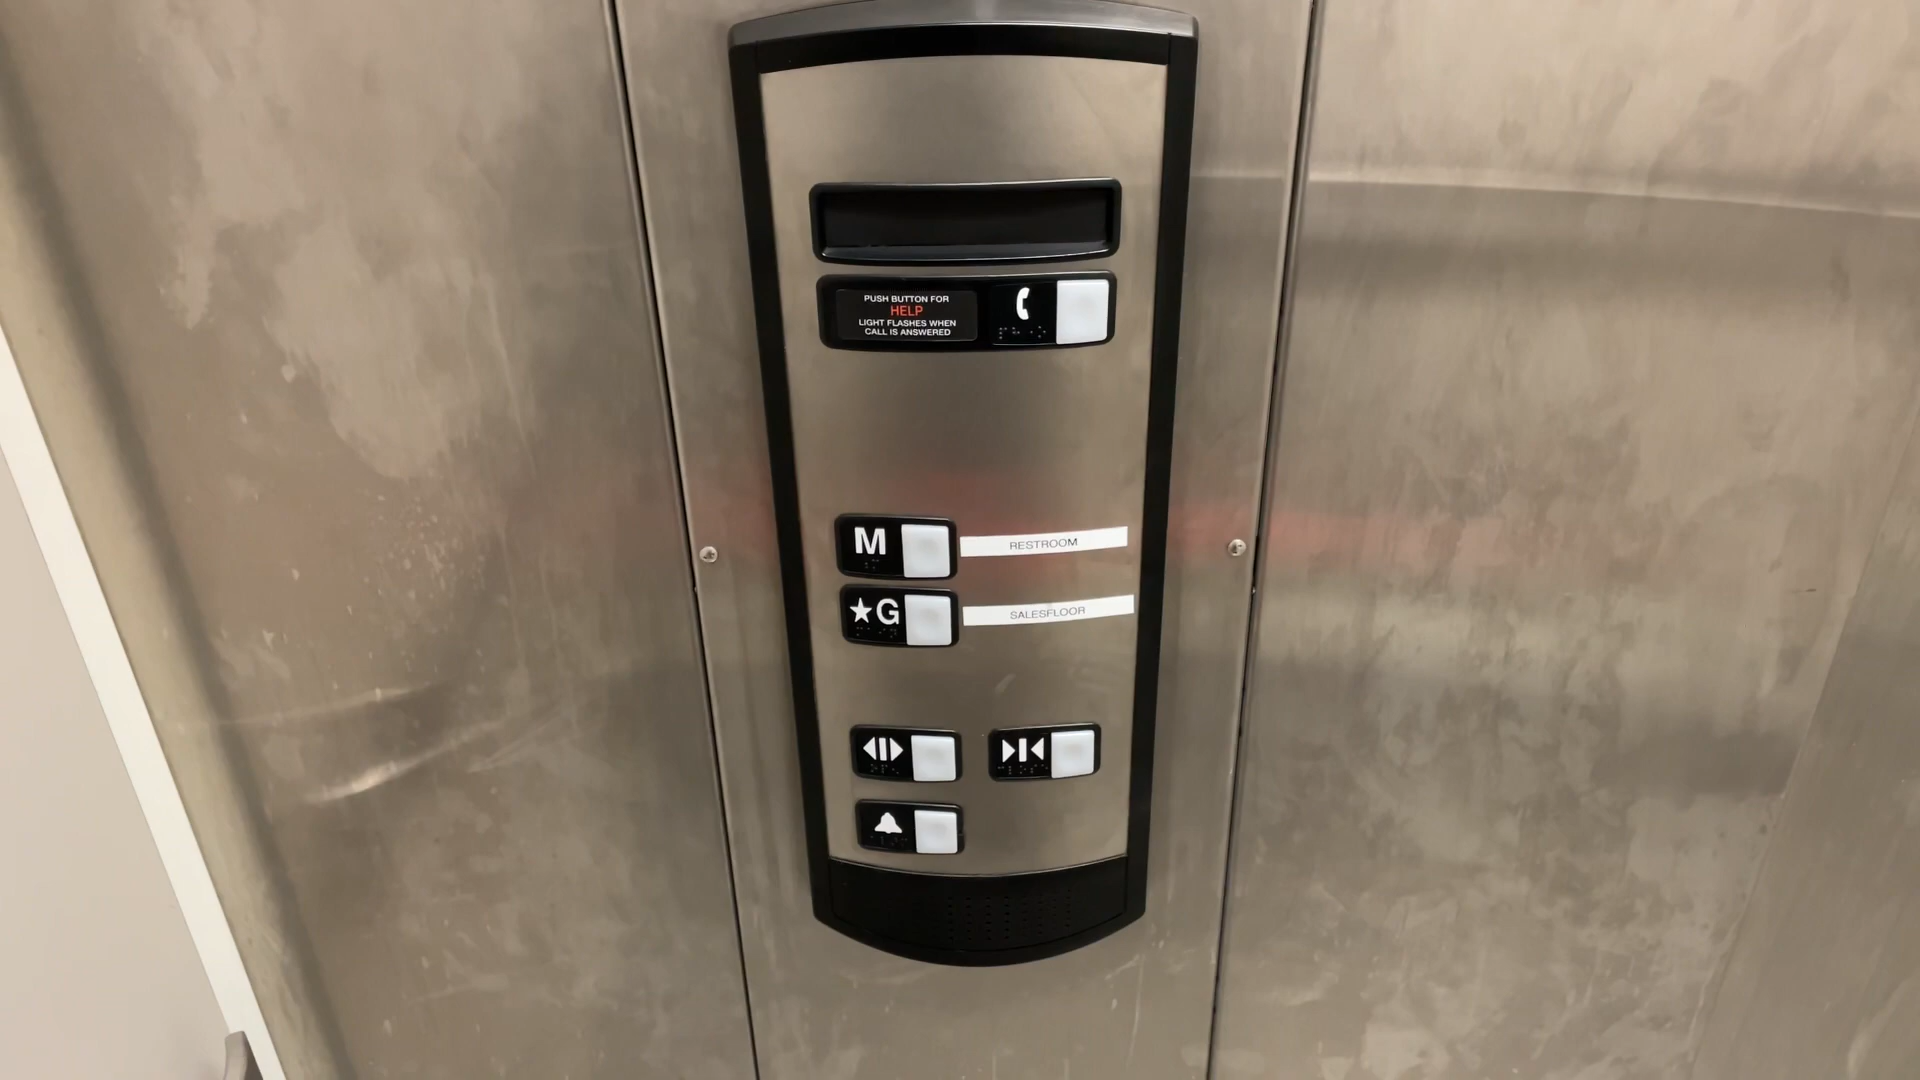 PUSH BUTTON FOR
HELP
LIGHT FLASHES WHEN
CALL IS ANSWERED
M RESTROOM
★G SALESFLOOR